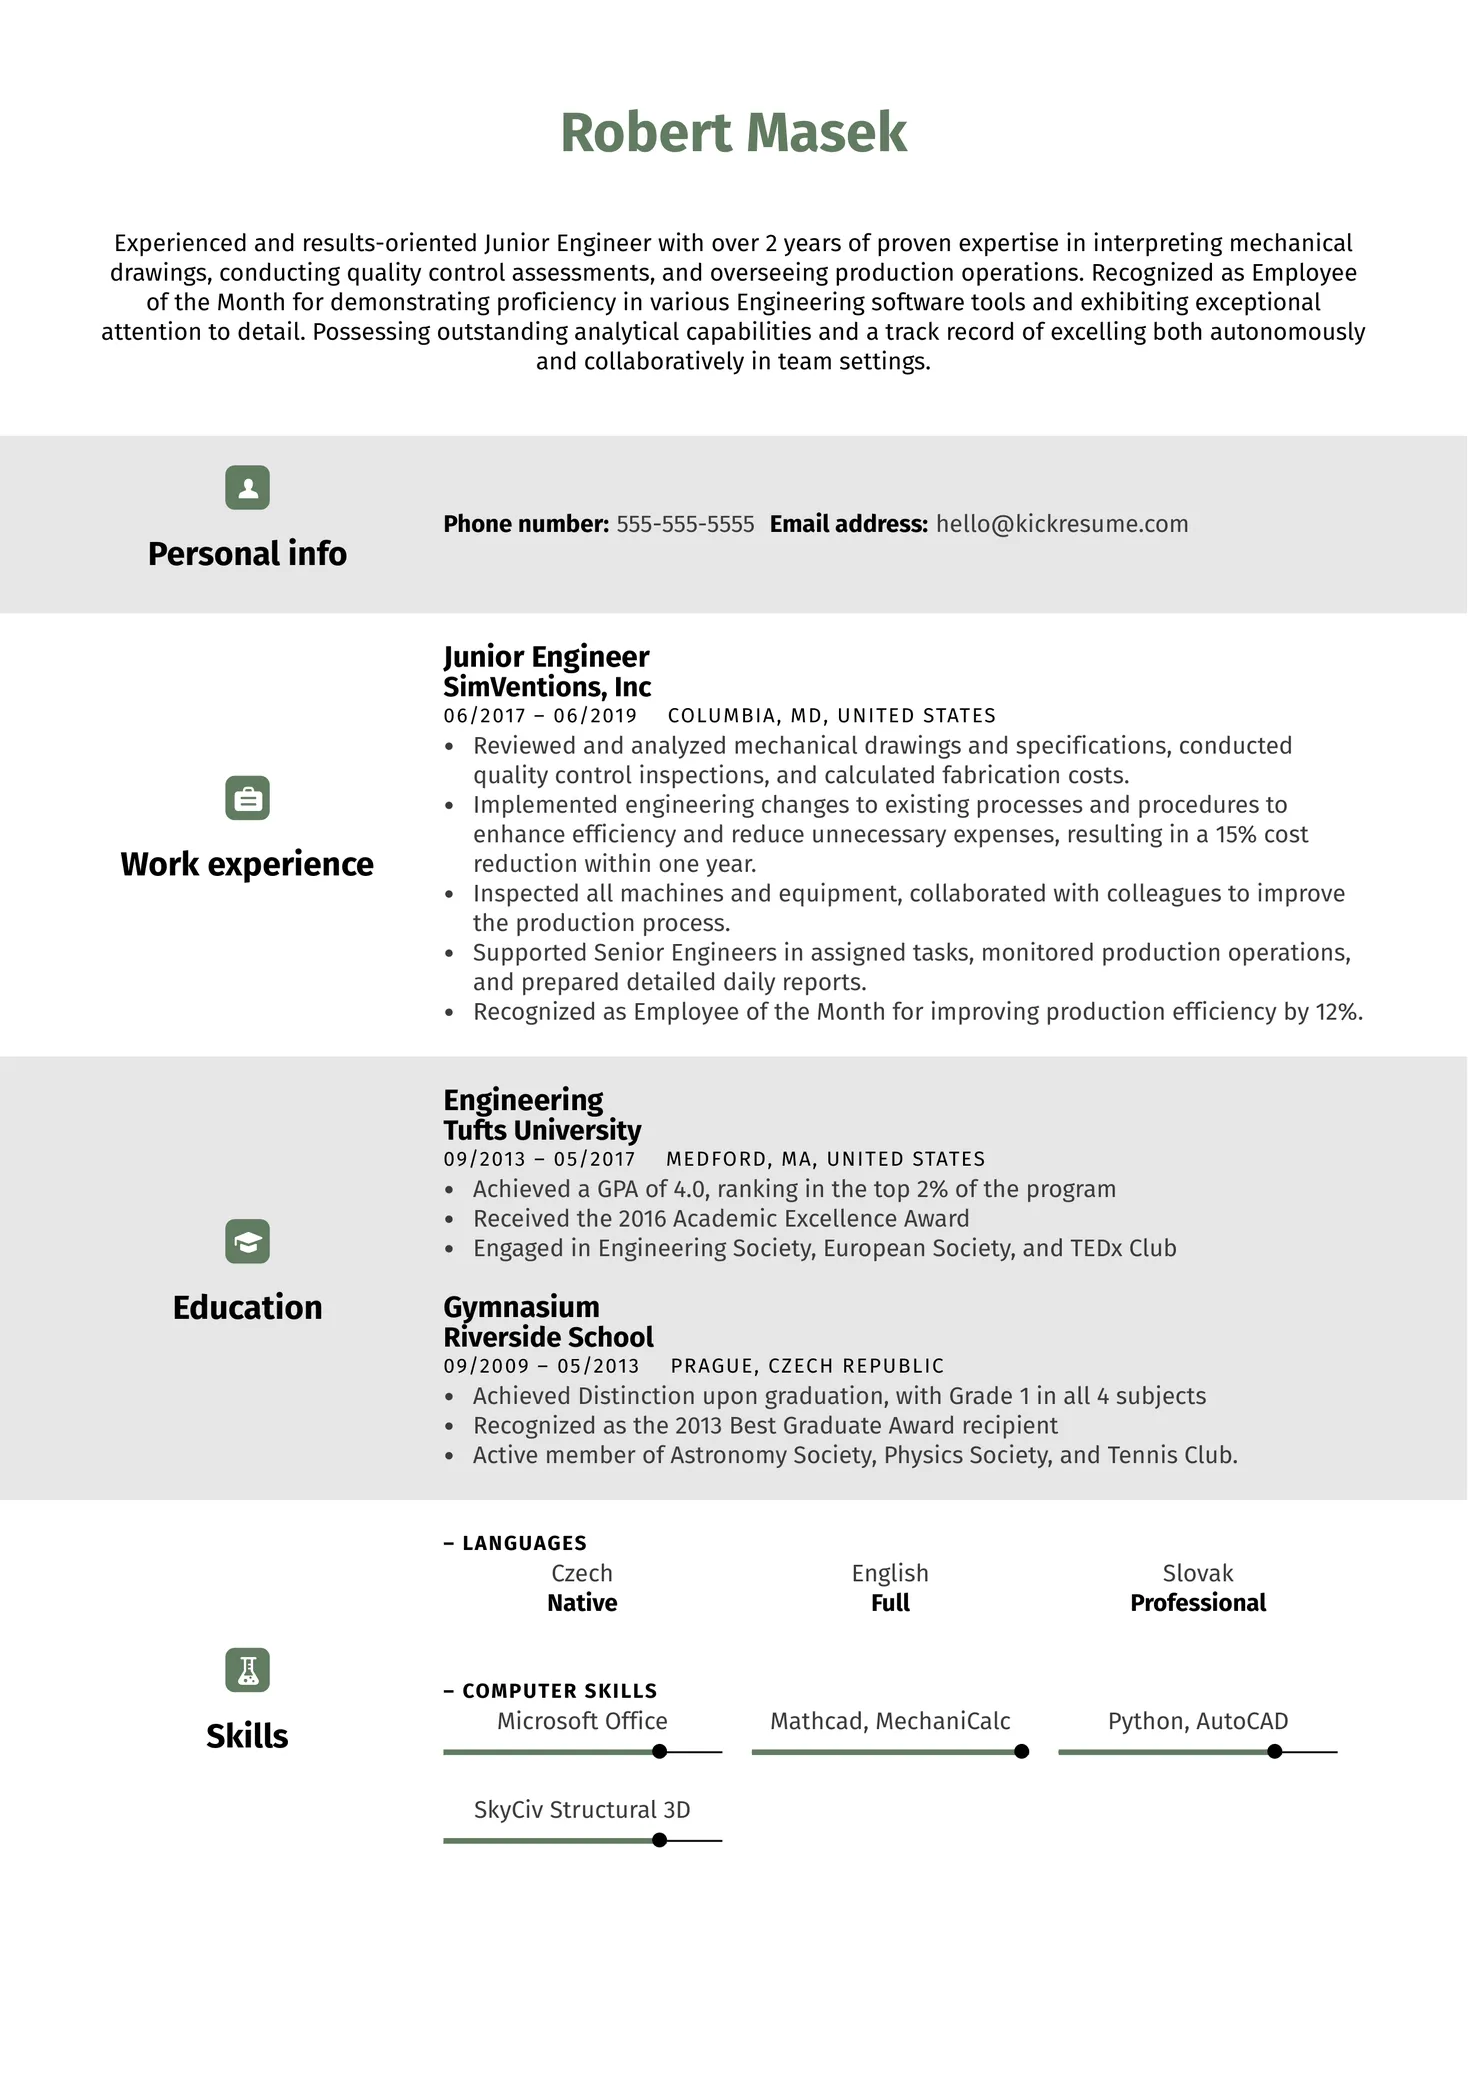 Robert Masek
Experienced and results-oriented Junior Engineer with over 2 years of proven expertise in interpreting mechanical
drawings, conducting quality control assessments, and overseeing production operations. Recognized as Employee
of the Month for demonstrating proficiency in various Engineering software tools and exhibiting exceptional
attention to detail. Possessing outstanding analytical capabilities and a track record of excelling both autonomously
and collaboratively in team settings.
Personal info
Phone number: 555-555-5555 Email address: hello@kickresume.com
Work experience
Junior Engineer
SimVentions, Inc
06/2017 – 06/2019 COLUMBIA, MD, UNITED STATES
• Reviewed and analyzed mechanical drawings and specifications, conducted
quality control inspections, and calculated fabrication costs.
• Implemented engineering changes to existing processes and procedures to
enhance efficiency and reduce unnecessary expenses, resulting in a 15% cost
reduction within one year.
• Inspected all machines and equipment, collaborated with colleagues to improve
the production process.
• Supported Senior Engineers in assigned tasks, monitored production operations,
and prepared detailed daily reports.
• Recognized as Employee of the Month for improving production efficiency by 12%.
Education
Engineering
Tufts University
09/2013 – 05/2017 MEDFORD, MA, UNITED STATES
• Achieved a GPA of 4.0, ranking in the top 2% of the program
• Received the 2016 Academic Excellence Award
• Engaged in Engineering Society, European Society, and TEDx Club
Gymnasium
Riverside School
09/2009 – 05/2013 PRAGUE, CZECH REPUBLIC
• Achieved Distinction upon graduation, with Grade 1 in all 4 subjects
• Recognized as the 2013 Best Graduate Award recipient
• Active member of Astronomy Society, Physics Society, and Tennis Club.
Skills
– LANGUAGES
Czech English Slovak
Native Full Professional
– COMPUTER SKILLS
Microsoft Office Mathcad, MechaniCalc Python, AutoCAD
SkyCiv Structural 3D